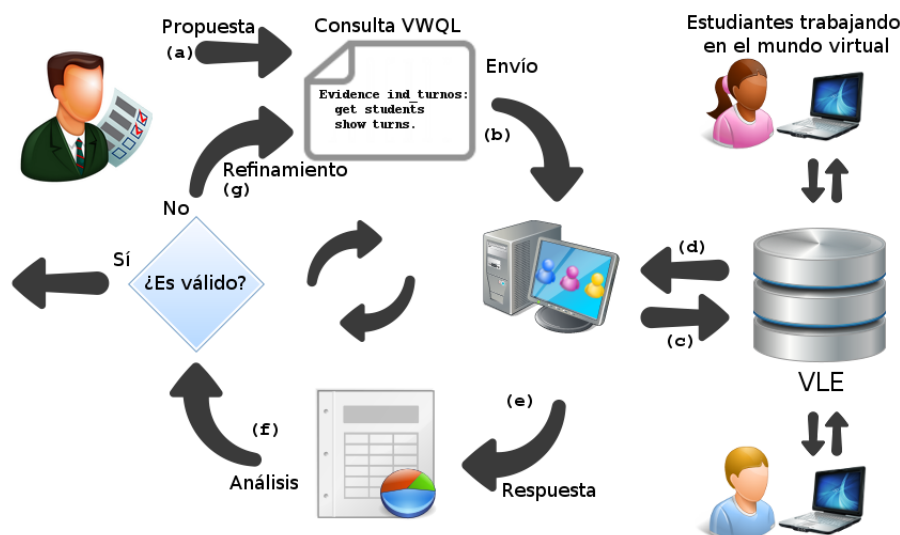 Propuesta
(a)
Consulta VWQL
Evidence ind_turnos:
get students
show turns.
Envío
(b)
Estudiantes trabajando
en el mundo virtual
Refinamiento
(g)
No
Sí
¿Es válido?
(d)
(c)
VLE
(e)
Respuesta
(f)
Análisis